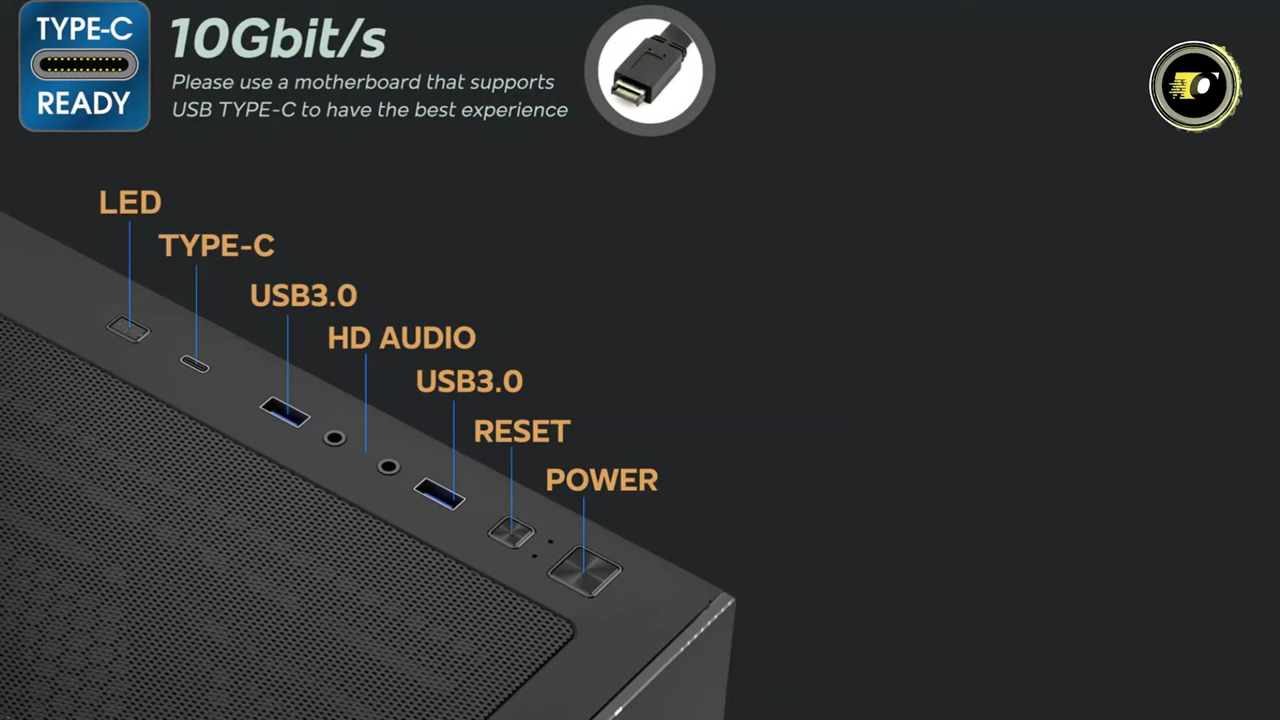 TYPE-C
READY
10Gbit/s
Please use a motherboard that supports
USB TYPE-C to have the best experience
LED
TYPE-C
USB3.0
HD AUDIO
USB3.0
RESET
POWER